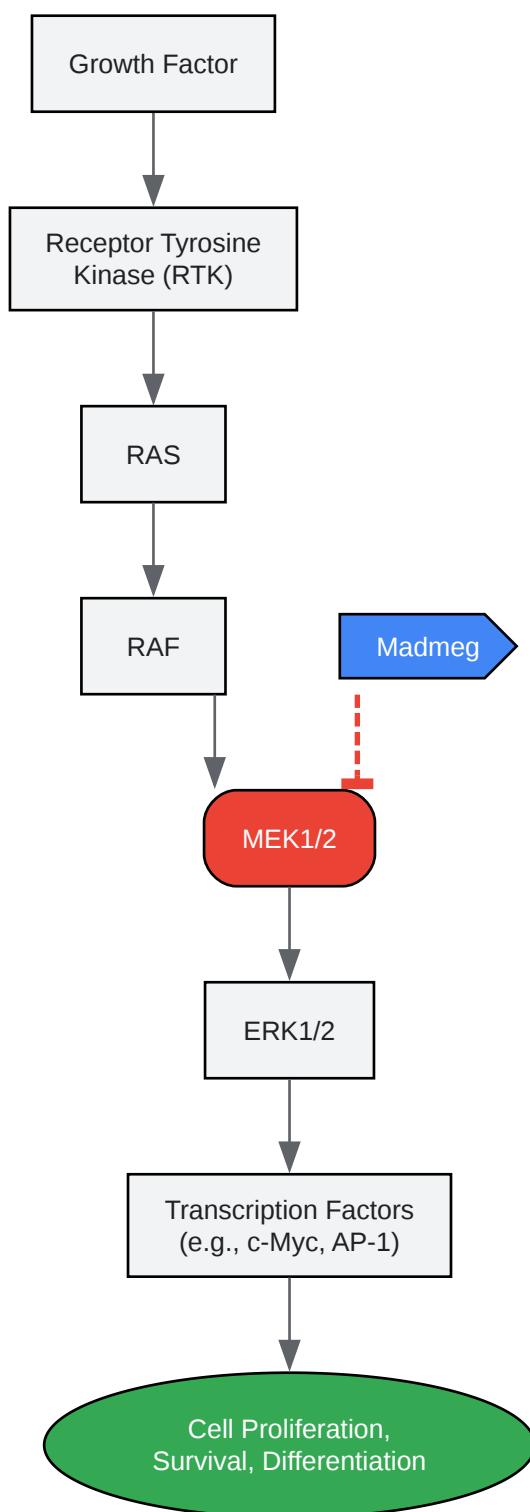 Growth Factor
Receptor Tyrosine
Kinase (RTK)
RAS
RAF
Madmeg
MEK1/2
ERK1/2
Transcription Factors
(e.g., c-Myc, AP-1)
Cell Proliferation,
Survival, Differentiation